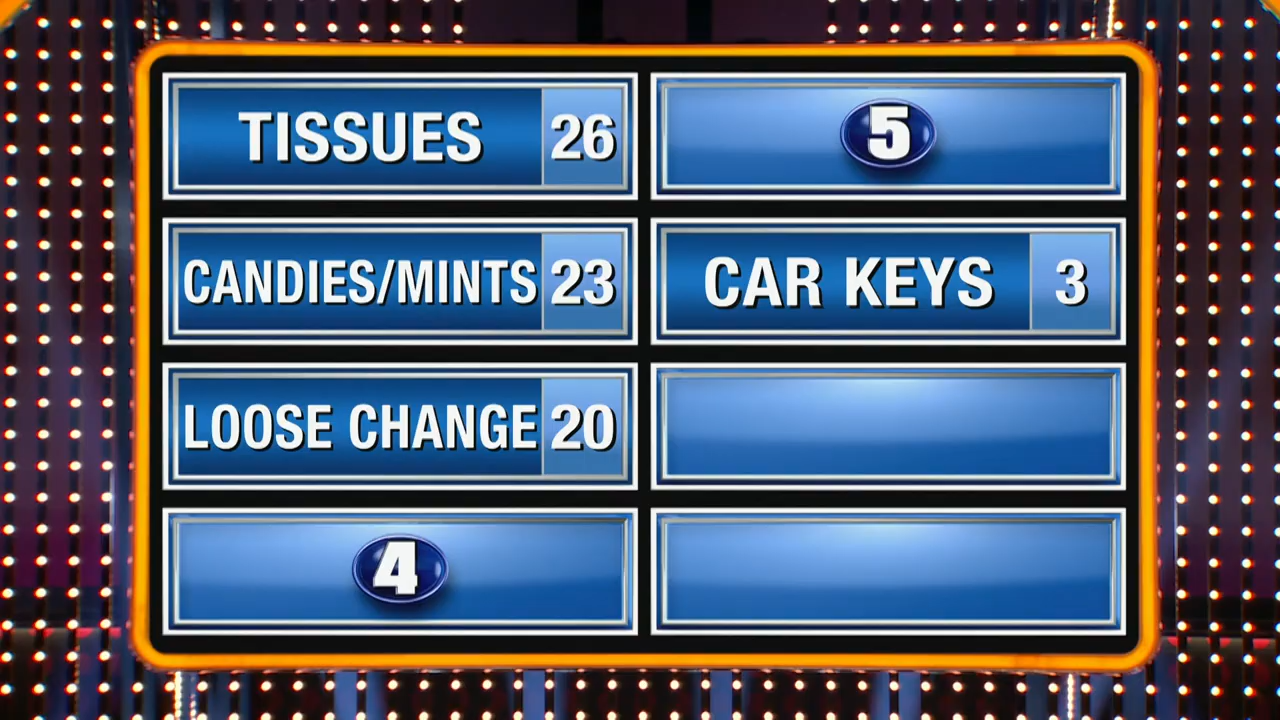 TISSUES 26
CANDIES/MINTS 23
LOOSE CHANGE 20
4
5
CAR KEYS 3